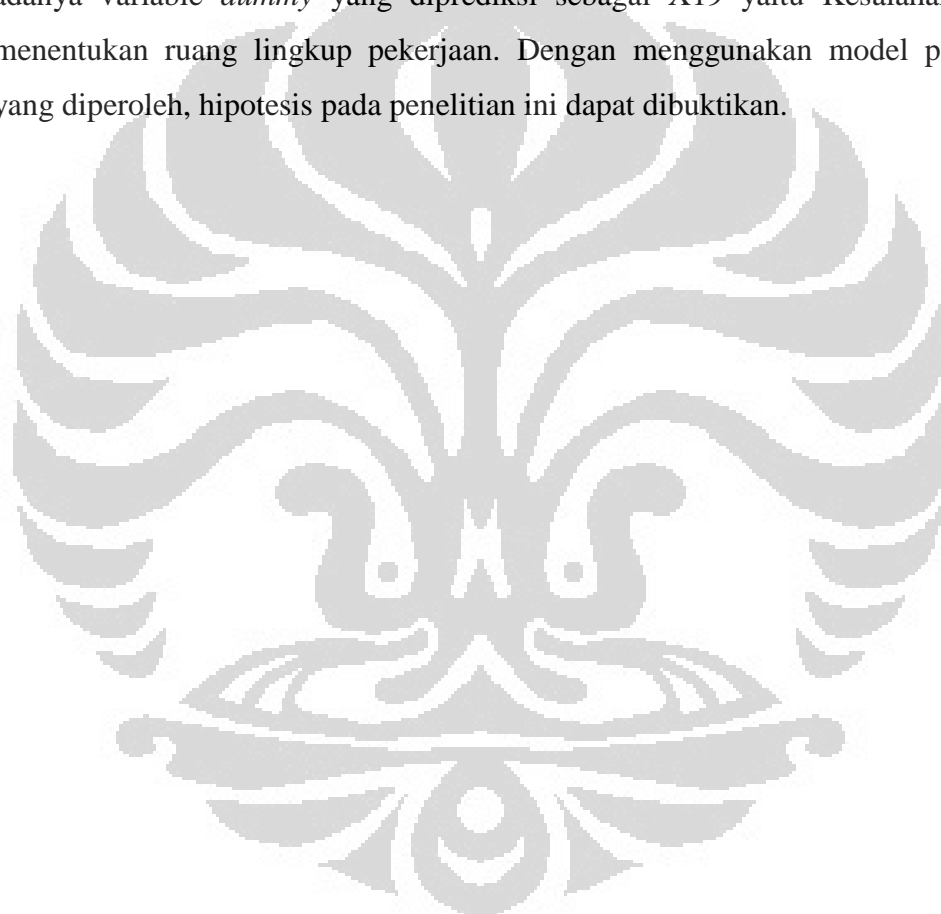 adanya variable dummy yang diprediksi sebagai X19 yaitu Kesalahan
menentukan ruang lingkup pekerjaan. Dengan menggunakan model p
yang diperoleh, hipotesis pada penelitian ini dapat dibuktikan.